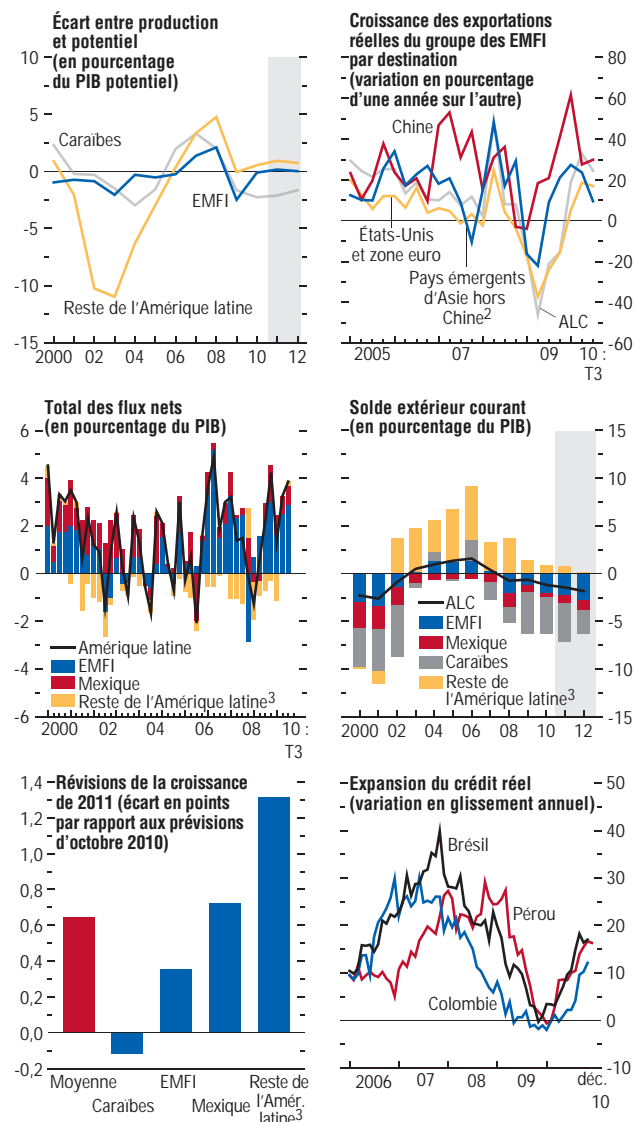 Écart entre production
et potentiel
(en pourcentage
du PIB potentiel)
10
5
0
-5
-10
-15
Caraïbes
EMFI
Reste de l'Amérique latine
2000 02 04 06 08 10 12
Croissance des exportations
réelles du groupe des EMFI
par destination
(variation en pourcentage
d'une année sur l'autre)
80
60
40
20
0
-20
-40
-60
Chine
États-Unis
et zone euro
Pays émergents
d'Asie hors
Chine2
ALC
2005 07 09 10 :
T3
Total des flux nets
(en pourcentage du PIB)
6
4
2
0
-2
-4
-6
Amérique latine
EMFI
Mexique
Reste de l'Amérique latine3
2000 02 04 06 08 10 :
T3
Solde extérieur courant
(en pourcentage du PIB)
15
10
5
0
-5
-10
-15
ALC
EMFI
Mexique
Caraïbes
Reste de
l'Amérique latine3
2000 02 04 06 08 10 12
Révisions de la croissance
de 2011 (écart en points
par rapport aux prévisions
d'octobre 2010)
1,4
1,2
1,0
0,8
0,6
0,4
0,2
0,0
-0,2
Moyenne
Caraïbes
EMFI
Mexique
Reste de
l'Amér.
latine3
Expansion du crédit réel
(variation en glissement annuel)
50
40
30
20
10
0
-10
Brésil
Pérou
Colombie
2006 07 08 09 déc.
10